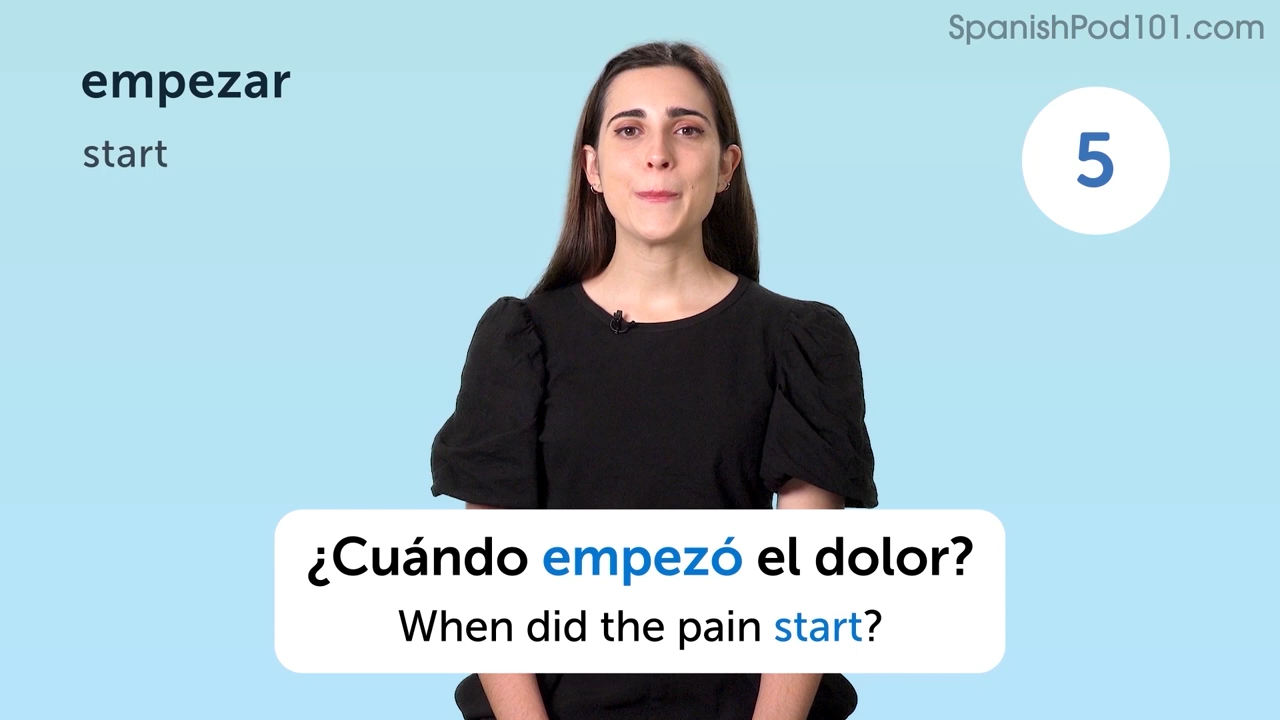 SpanishPod101.com
empezar
start
5
¿Cuándo empezó el dolor?
When did the pain start?